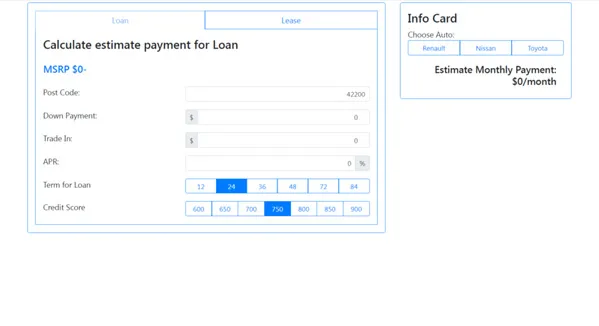 Loan
Lease
Calculate estimate payment for Loan
MSRP $0-
Post Code:
42200
Down Payment:
$ 0
Trade In:
$ 0
APR:
0 %
Term for Loan
12 24 36 48 72 84
Credit Score
600 650 700 750 800 850 900
Info Card
Choose Auto:
Renault Nissan Toyota
Estimate Monthly Payment:
$0/month